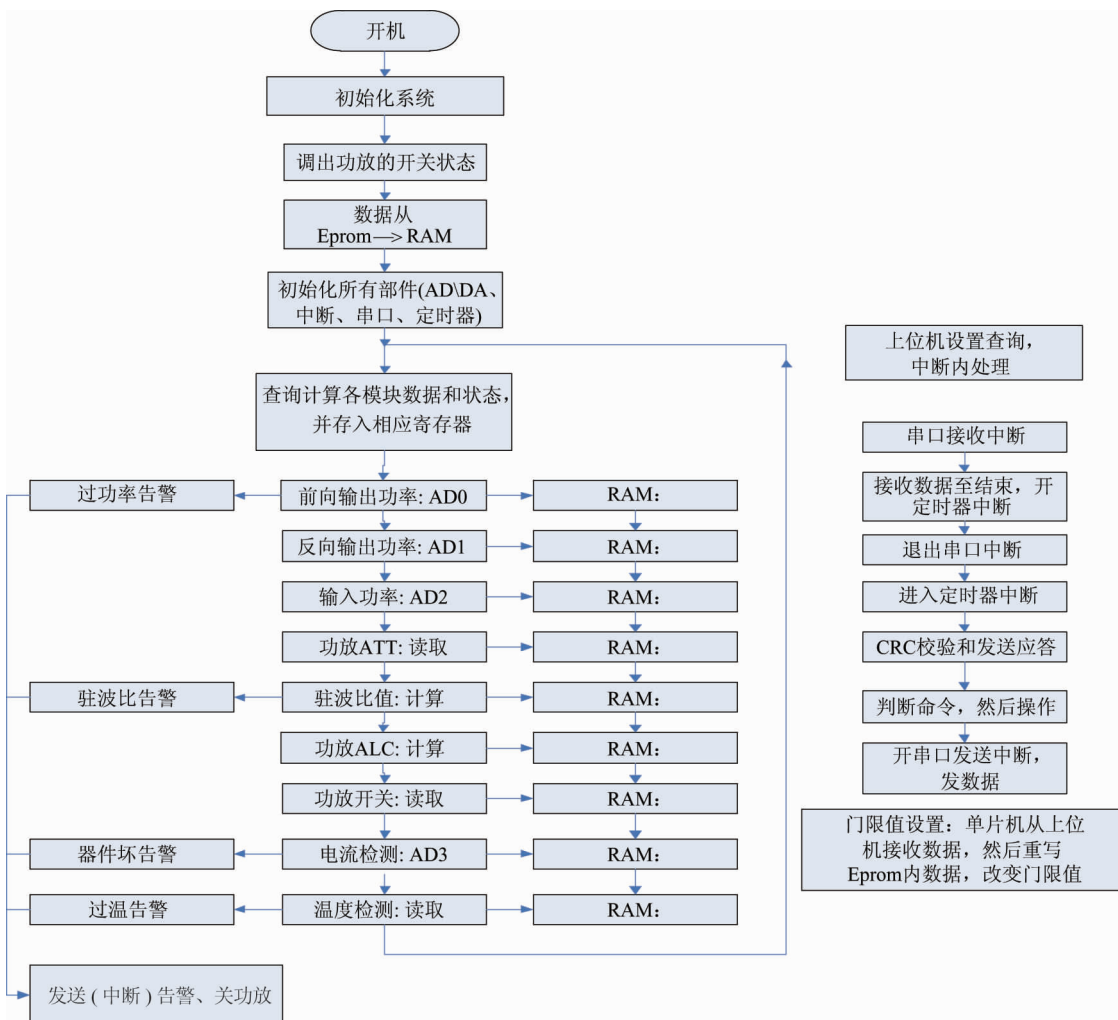 开机
初始化系统
调出功放的开关状态
数据从
Eprom—>RAM
初始化所有部件(AD\DA、
中断、串口、定时器)
查询计算各模块数据和状态,
并存入相应寄存器
过功率告警
前向输出功率: AD0
RAM:
反向输出功率: AD1
RAM:
输入功率: AD2
RAM:
功放ATT: 读取
RAM:
驻波比告警
驻波比值: 计算
RAM:
功放ALC: 计算
RAM:
功放开关: 读取
RAM:
器件坏告警
电流检测: AD3
RAM:
过温告警
温度检测: 读取
RAM:
发送(中断)告警、关功放
上位机设置查询,
中断内处理
串口接收中断
接收数据至结束,开
定时器中断
退出串口中断
进入定时器中断
CRC校验和发送应答
判断命令,然后操作
开串口发送中断,
发数据
门限值设置:单片机从上位
机接收数据,然后重写
Eprom内数据,改变门限值